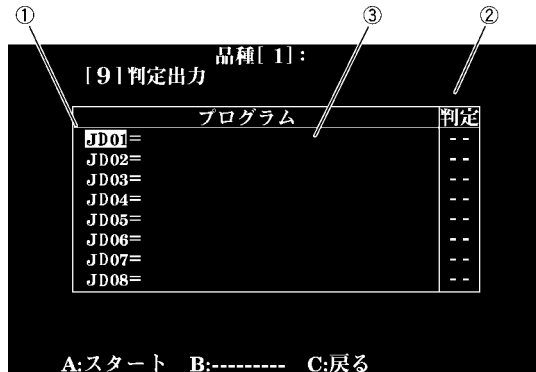 ① ③ ②
品種[ 1]:
[9]判定出力
プログラム 判定
JD01= --
JD02= --
JD03= --
JD04= --
JD05= --
JD06= --
JD07= --
JD08= --
A:スタート B:--------- C:戻る